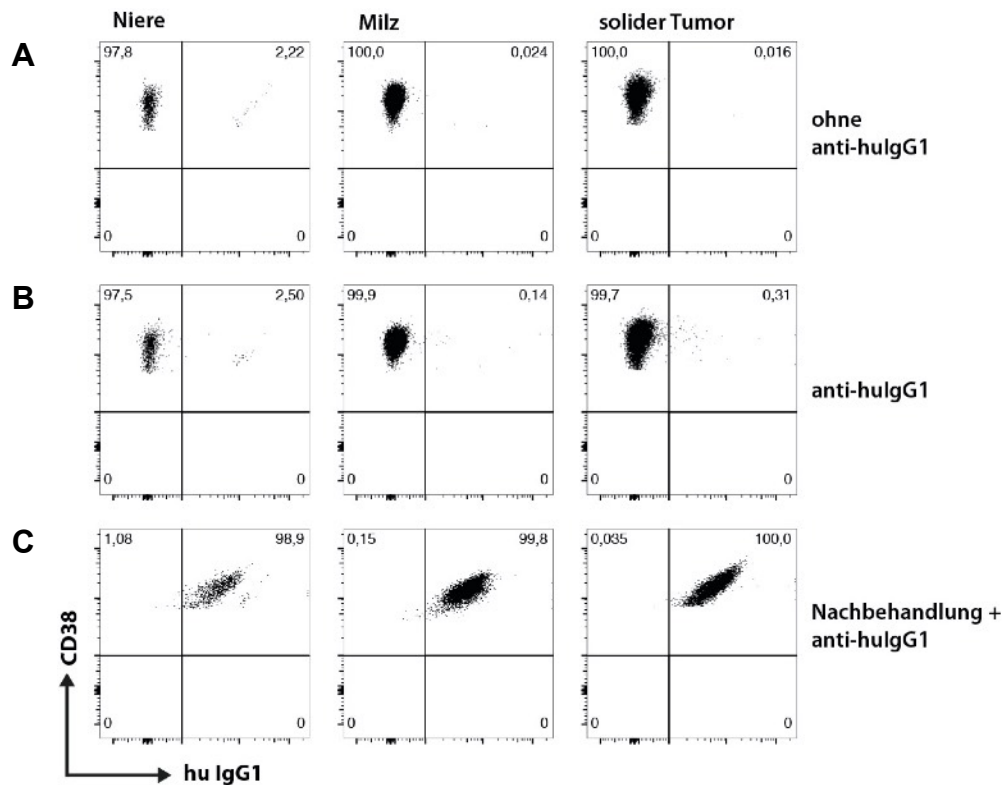 Niere
Milz
solider Tumor
A
97,8
2,22
100,0
0,024
100,0
0,016
ohne
anti-huIgG1
0
0
0
0
0
0
B
97,5
2,50
99,9
0,14
99,7
0,31
anti-huIgG1
0
0
0
0
0
0
C
1,08
98,9
0,15
99,8
0,035
100,0
Nachbehandlung +
anti-huIgG1
0
0
0
0
0
0
CD38
hu IgG1